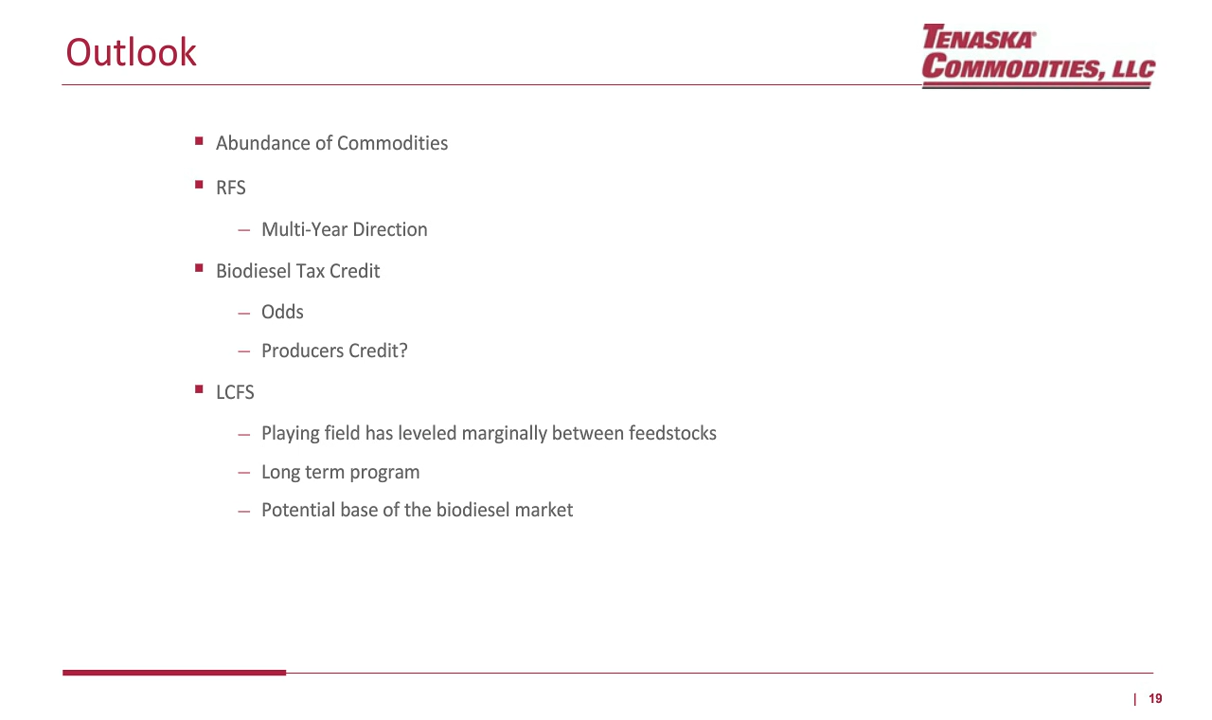 Outlook
TENASKA®
COMMODITIES, LLC
▪ Abundance of Commodities
▪ RFS
– Multi-Year Direction
▪ Biodiesel Tax Credit
– Odds
– Producers Credit?
▪ LCFS
– Playing field has leveled marginally between feedstocks
– Long term program
– Potential base of the biodiesel market
| 19